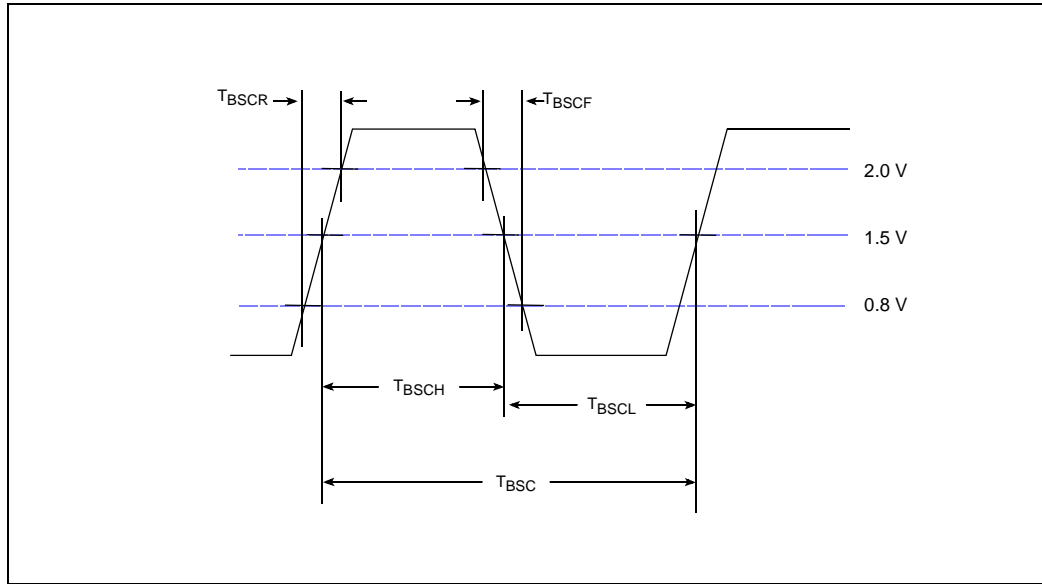 TBSCR
TBSCF
2.0 V
1.5 V
0.8 V
TBSCH
TBSCL
TBSC